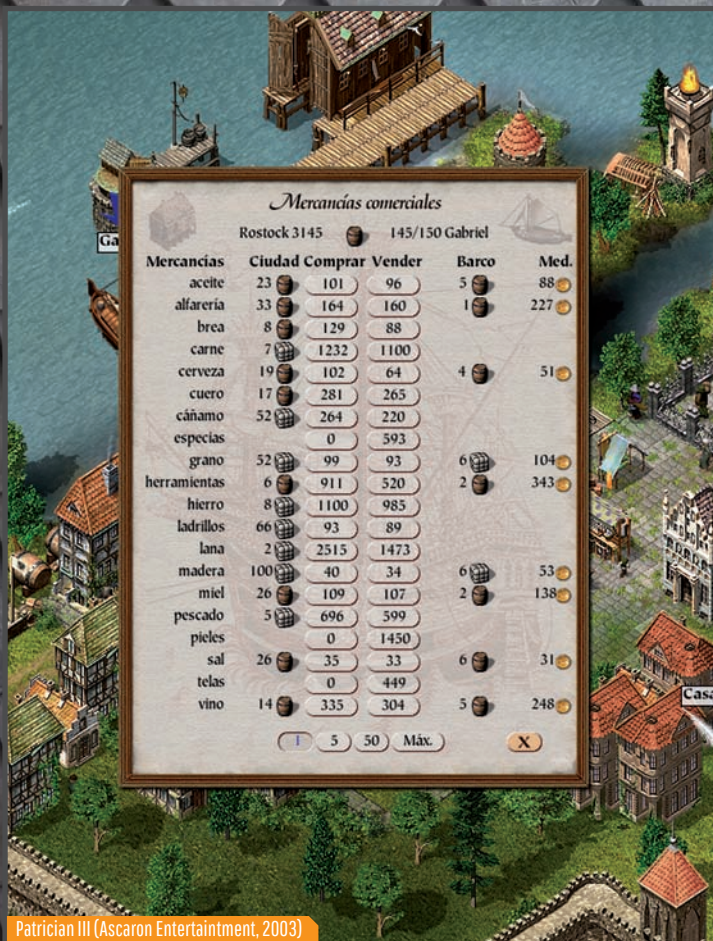 Mercancías comerciales
Rostock 3145 145/150 Gabriel
Mercancías Ciudad Comprar Vender Barco Med.
aceite 23 101 96 5 88
alfarería 33 164 160 1 227
brea 8 129 88
carne 7 1232 1100
cerveza 19 102 64 4 51
cuero 17 281 265
cáñamo 52 264 220
especias 0 593
grano 52 99 93 6 104
herramientas 6 911 520 2 343
hierro 8 1100 985
ladrillos 66 93 89
lana 2 2515 1473
madera 100 40 34 6 53
miel 26 109 107 2 138
pescado 5 696 599
pieles 0 1450
sal 26 35 33 6 31
telas 0 449
vino 14 335 304 5 248
1 5 50 Máx. X
Ga
Casa
Patrician III (Ascaron Entertaintment, 2003)